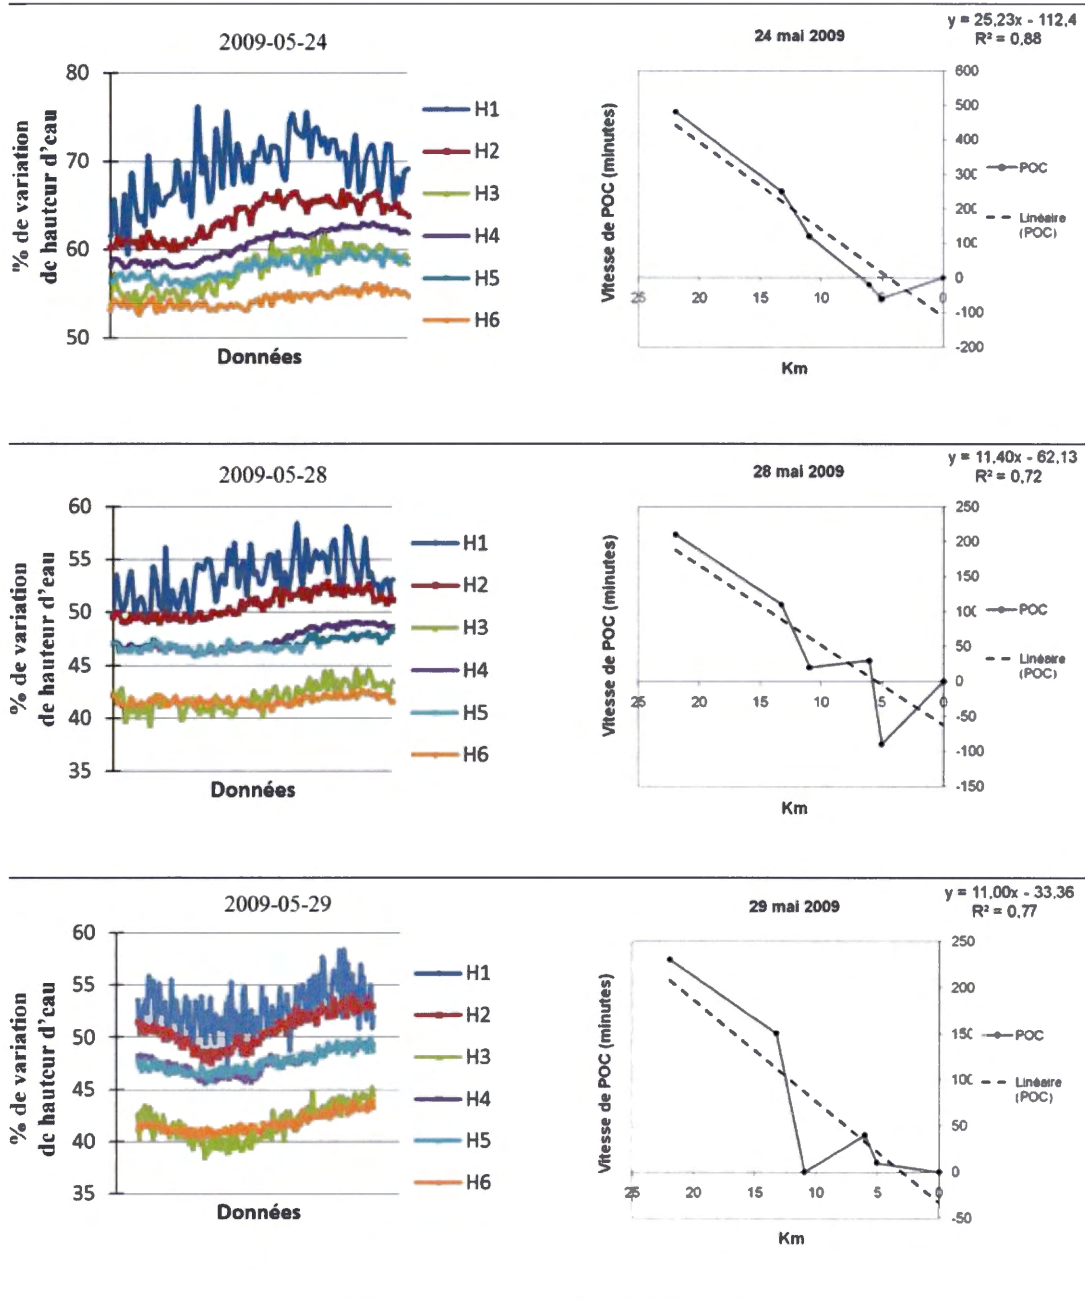 2009-05-24
% de variation
de hauteur d'eau
80
70
60
50
Données
H1
H2
H3
H4
H5
H6
24 mai 2009
y = 25,23x - 112,4
R² = 0,88
Vitesse de POC (minutes)
600
500
400
300
200
100
0
-100
-200
25 20 15 10 5 0
Km
POC
Linéaire
(POC)
2009-05-28
% de variation
de hauteur d'eau
60
55
50
45
40
35
Données
H1
H2
H3
H4
H5
H6
28 mai 2009
y = 11,40x - 62,13
R² = 0,72
Vitesse de POC (minutes)
250
200
150
100
50
0
-50
-100
-150
25 20 15 10 5 0
Km
POC
Linéaire
(POC)
2009-05-29
% de variation
de hauteur d'eau
60
55
50
45
40
35
Données
H1
H2
H3
H4
H5
H6
29 mai 2009
y = 11,00x - 33,36
R² = 0,77
Vitesse de POC (minutes)
250
200
150
100
50
0
-50
25 20 15 10 5 0
Km
POC
Linéaire
(POC)